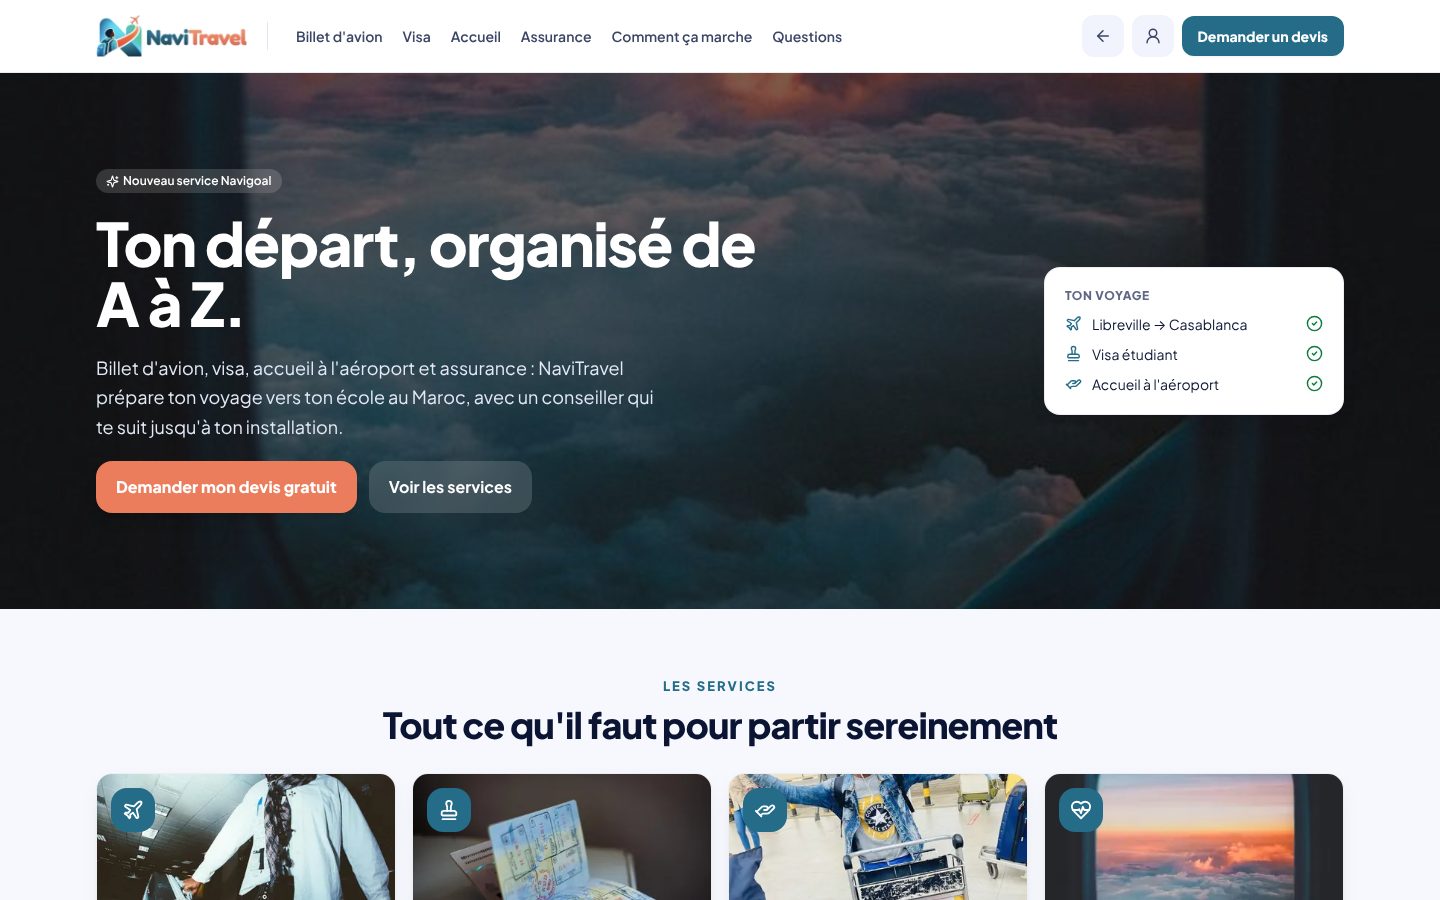 NaviTravel
Billet d'avion
Visa
Accueil
Assurance
Comment ça marche
Questions
Demander un devis
Nouveau service Navigoal
Ton départ, organisé de
A à Z.
Billet d'avion, visa, accueil à l'aéroport et assurance : NaviTravel
prépare ton voyage vers ton école au Maroc, avec un conseiller qui
te suit jusqu'à ton installation.
Demander mon devis gratuit
Voir les services
TON VOYAGE
Libreville → Casablanca
Visa étudiant
Accueil à l'aéroport
LES SERVICES
Tout ce qu'il faut pour partir sereinement